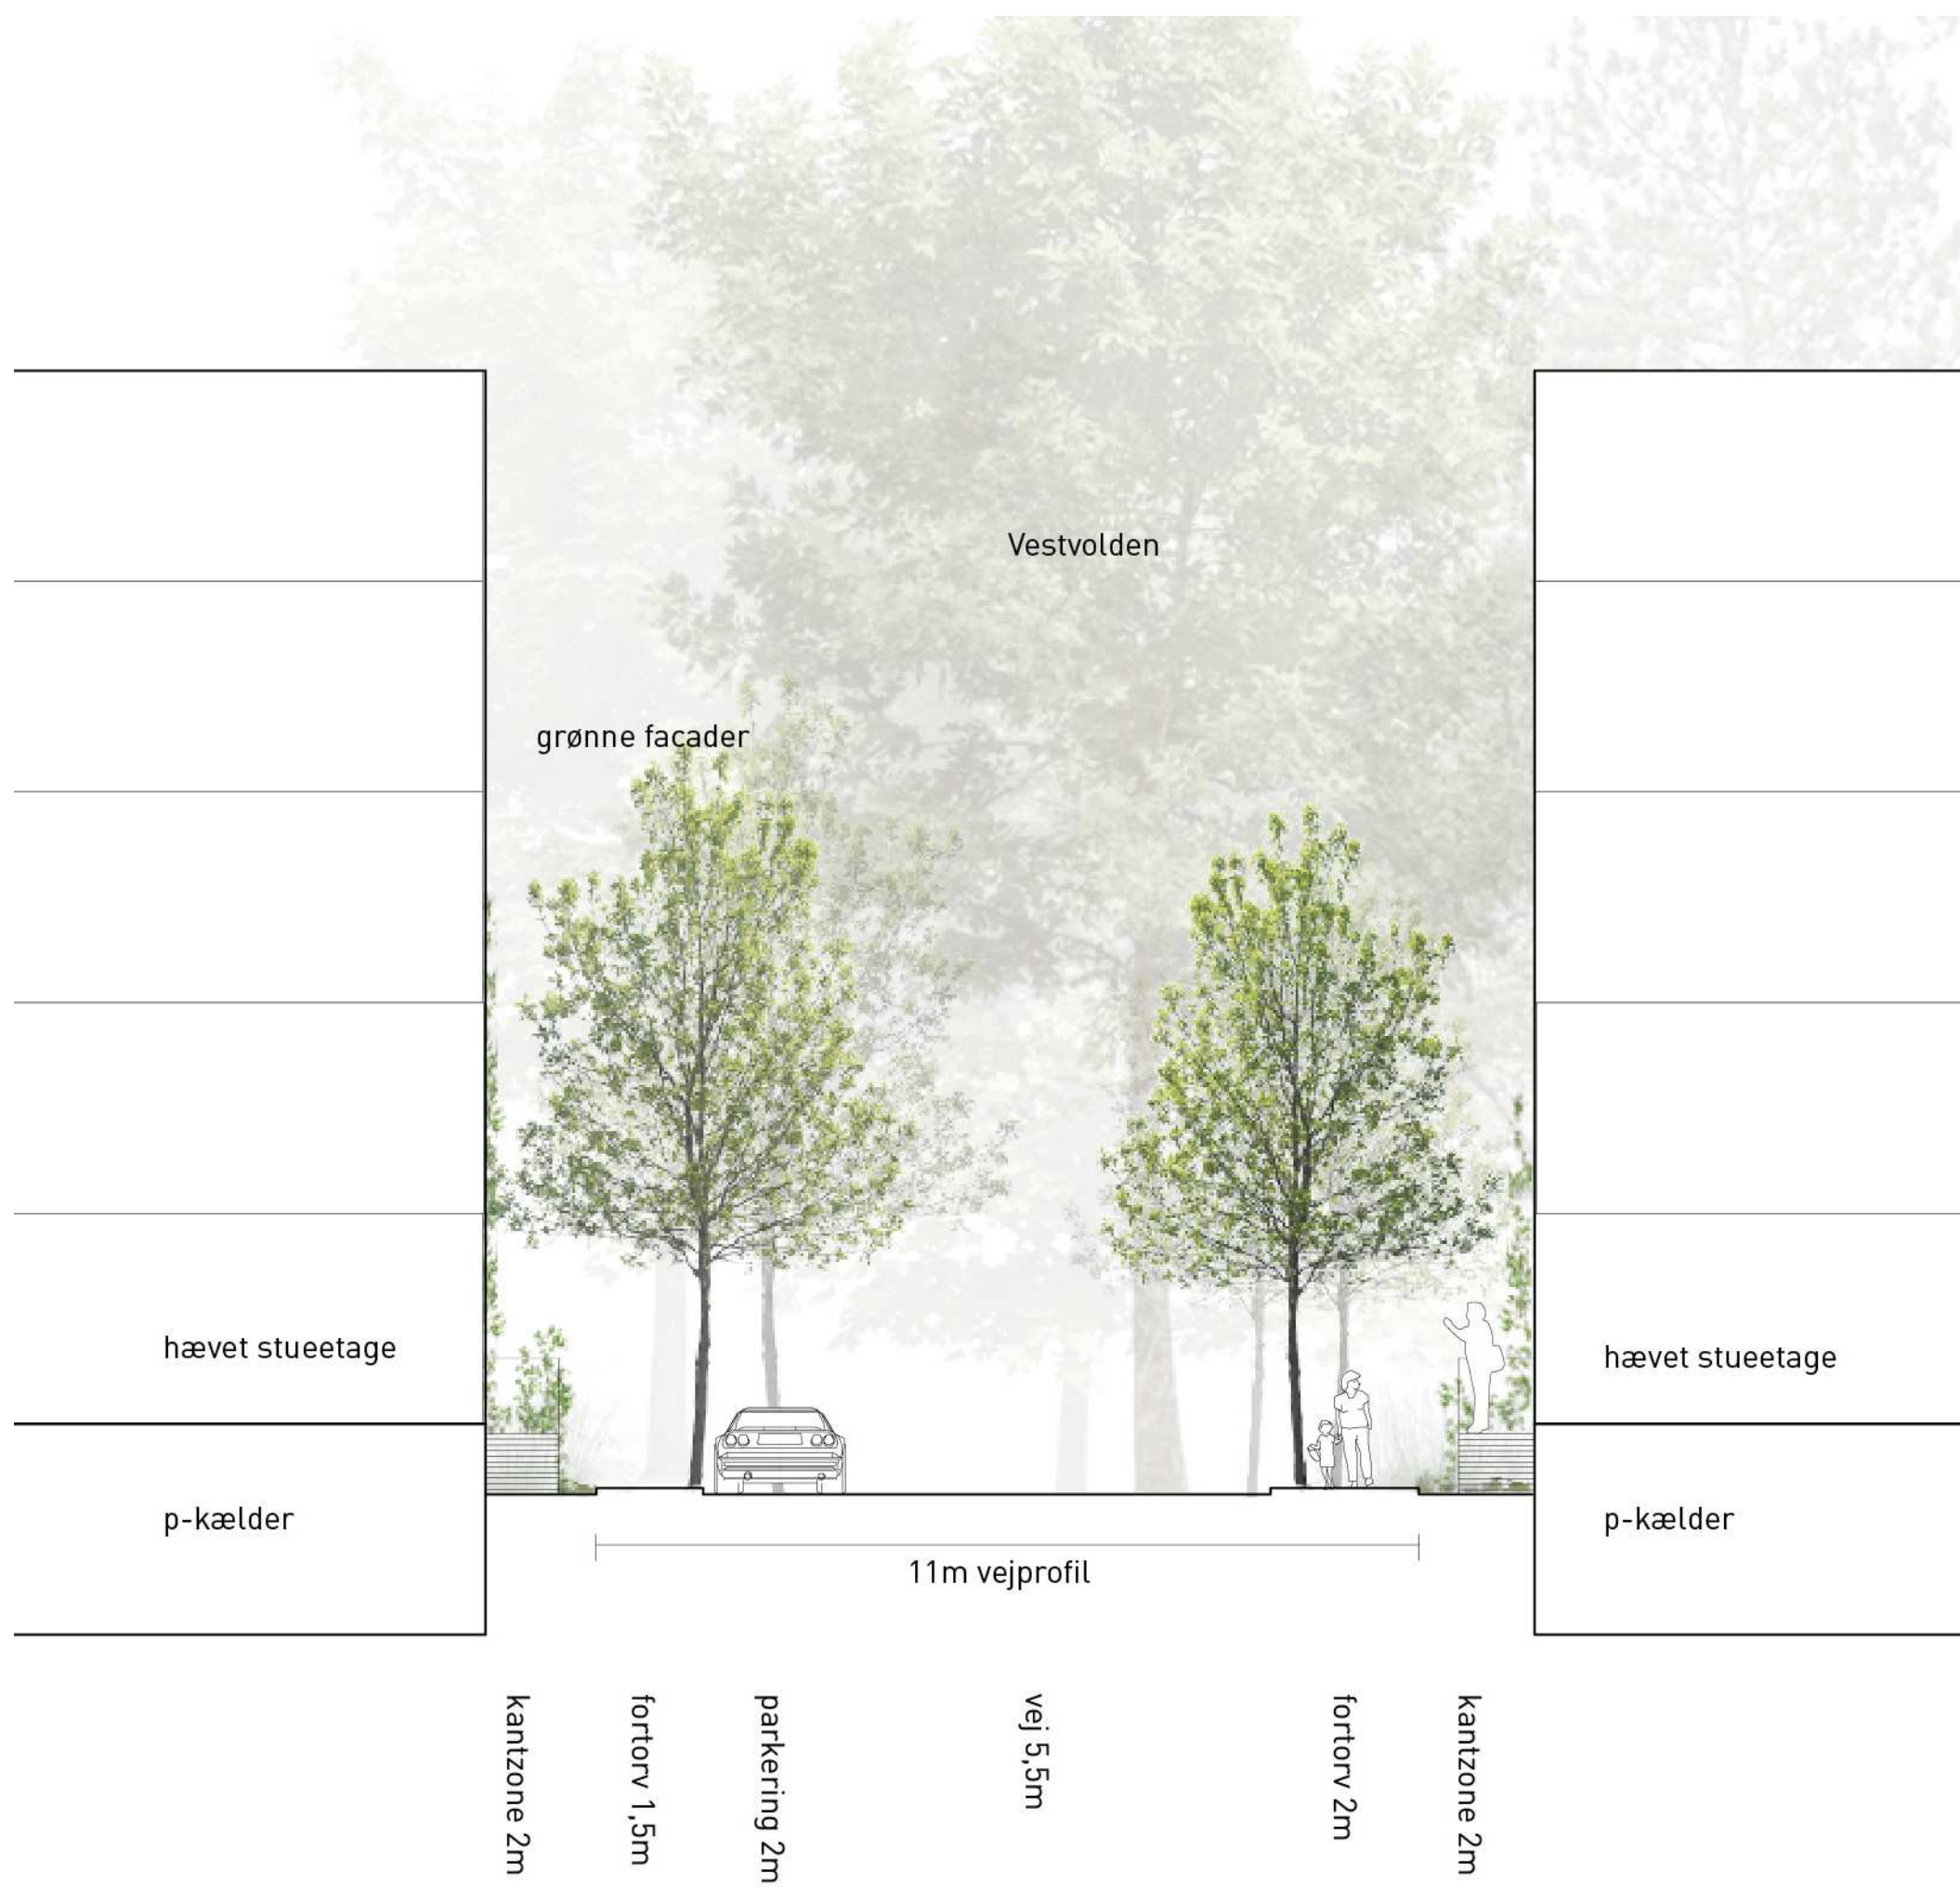 Vestvolden
grønne facader
hævet stueetage
hævet stueetage
p-kælder
p-kælder
11m vejprofil
kantzone 2m
fortorv 1,5m
parkering 2m
vej 5,5m
fortorv 2m
kantzone 2m